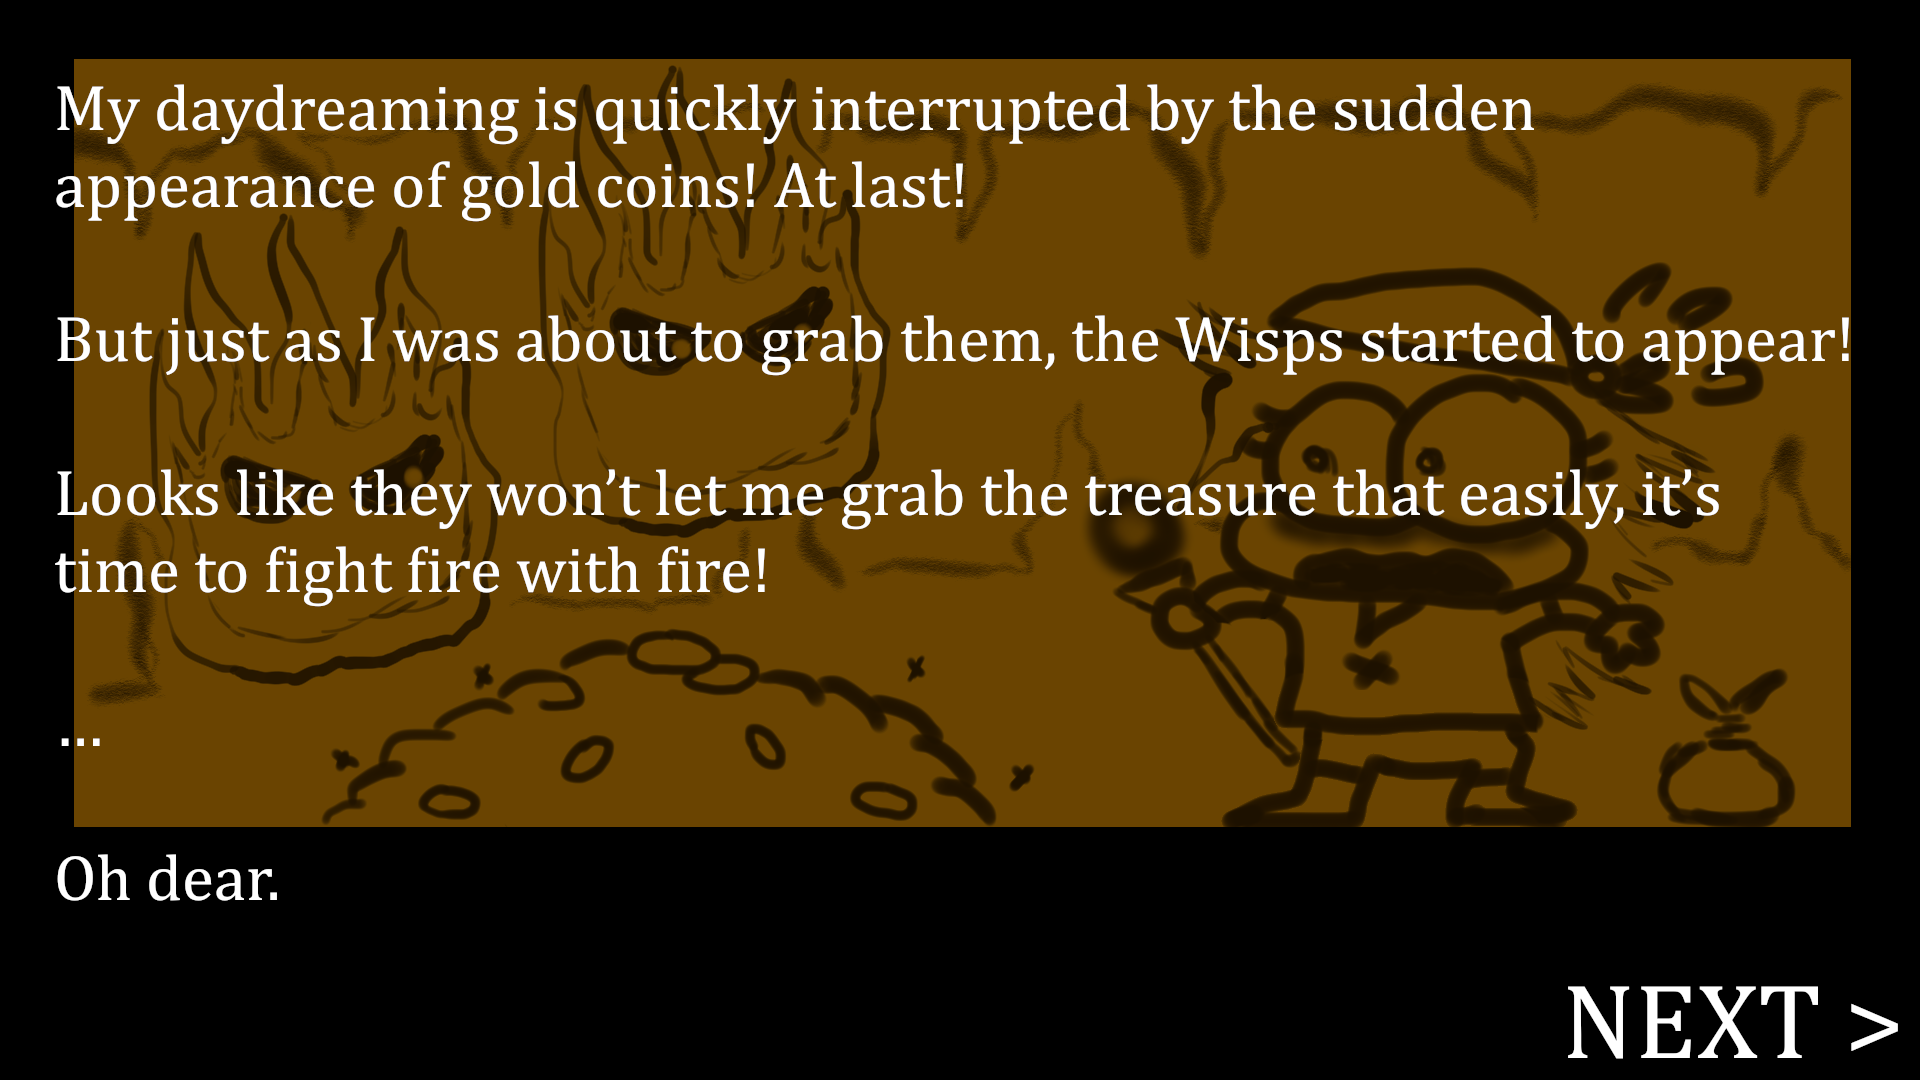 My daydreaming is quickly interrupted by the sudden
appearance of gold coins! At last!
But just as I was about to grab them, the Wisps started to appear!
Looks like they won’t let me grab the treasure that easily, it’s
time to fight fire with fire!
...
Oh dear.
NEXT >